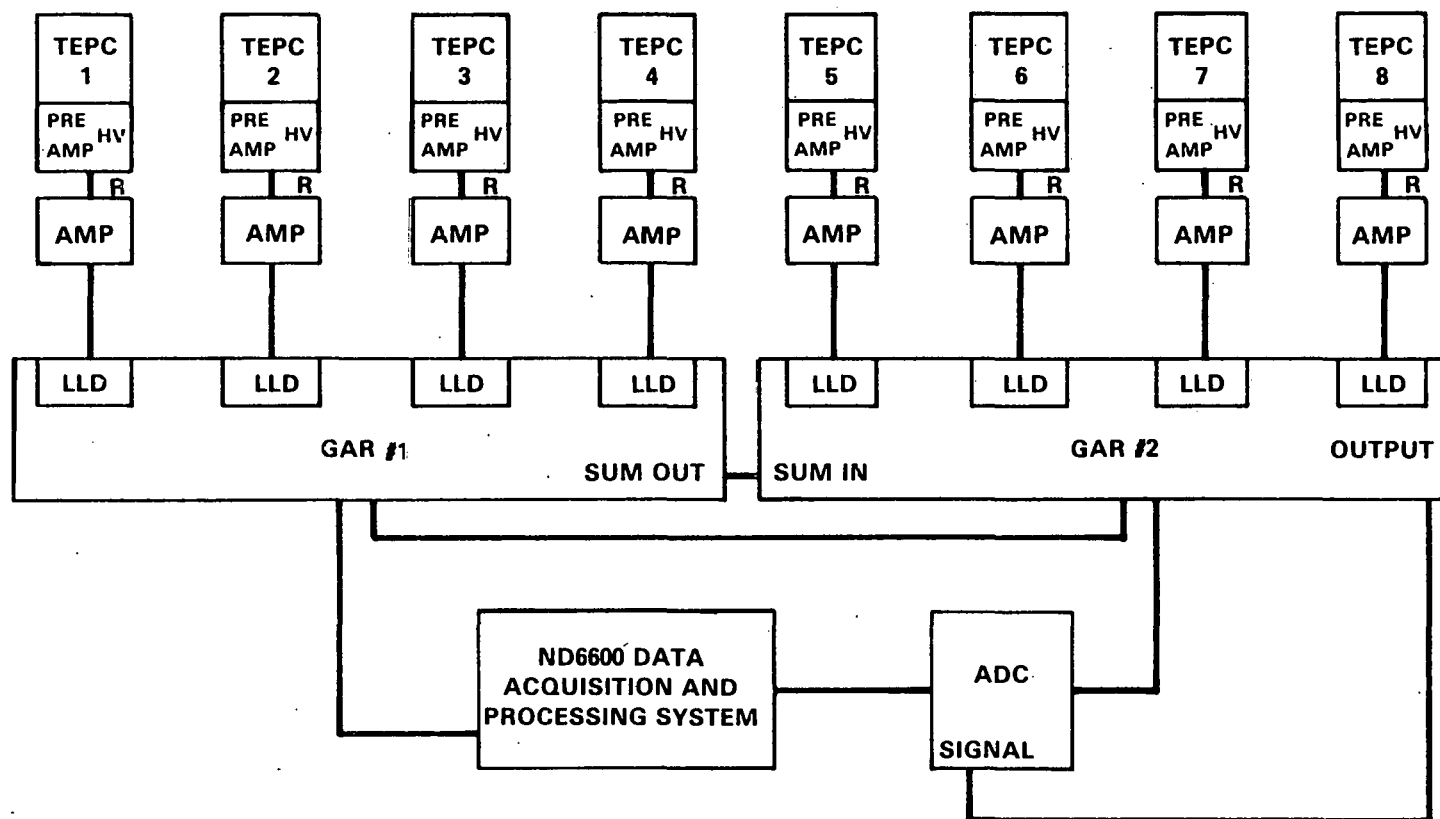 TEPC TEPC TEPC TEPC TEPC TEPC TEPC TEPC
1 2 3 4 5 6 7 8
PRE AMP HV PRE AMP HV PRE AMP HV PRE AMP HV PRE AMP HV PRE AMP HV PRE AMP HV PRE AMP HV
R R R R R R R R
AMP AMP AMP AMP AMP AMP AMP AMP
LLD LLD LLD LLD LLD LLD LLD LLD
GAR #1 GAR #2 OUTPUT
SUM OUT SUM IN
ND6600 DATA
ACQUISITION AND
PROCESSING SYSTEM
ADC
SIGNAL